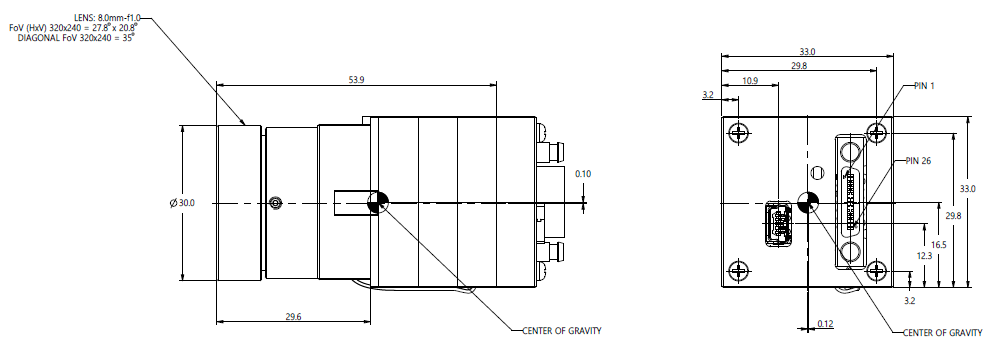 LENS: 8.0mm-f1.0
FoV (HxV) 320x240 = 27.8° x 20.8°
DIAGONAL FoV 320x240 = 35°
53.9
Ø30.0
0.10
29.6
CENTER OF GRAVITY
33.0
29.8
10.9
3.2
PIN 1
PIN 26
33.0
29.8
16.5
12.3
3.2
0.12
CENTER OF GRAVITY